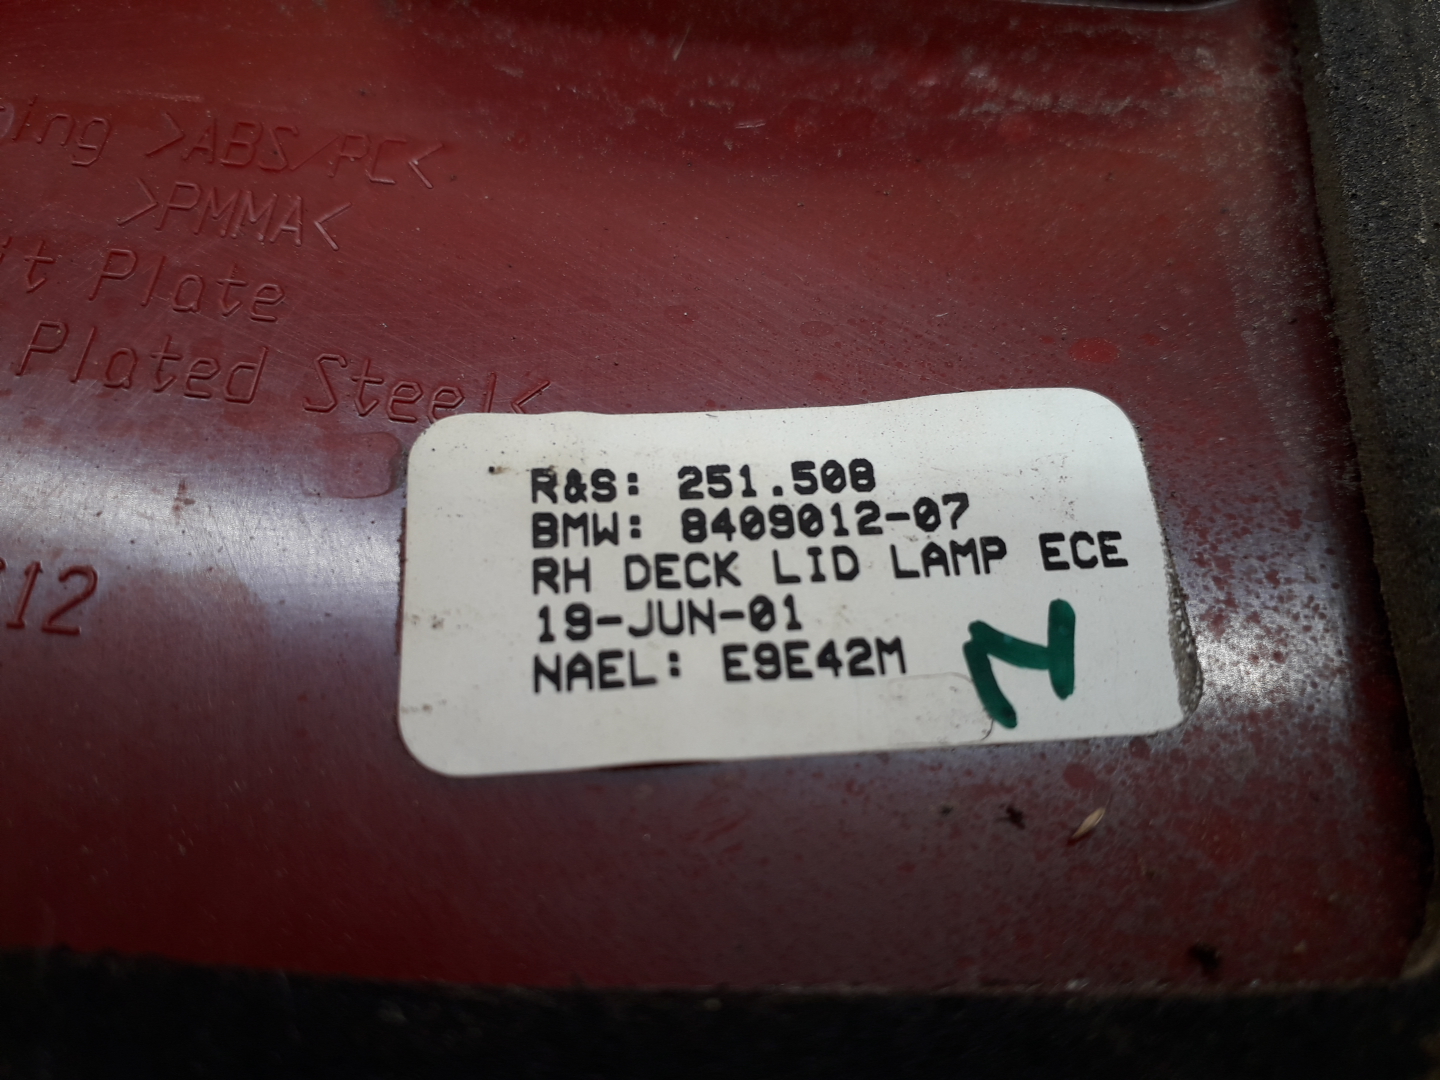 >ABS/PC<
>PMMA<
Plate
Plated Steel<
R&S: 251.508
BMW: 8409012-07
RH DECK LID LAMP ECE
19-JUN-01
NAEL: E9E42M
12